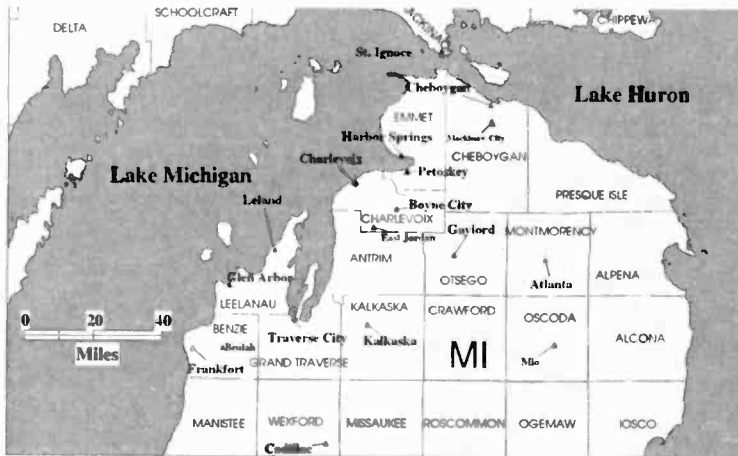 SCHOOLCRAFT
DELTA
CHIPPEWA
St. Ignace
Cheboygan
Lake Huron
EMMET
Mackinaw City
Harbor Springs
CHEBOYGAN
Charlevoix
Lake Michigan
Petoskey
PRESQUE ISLE
Leland
Boyne City
CHARLEVOIX
Gaylord
MONTMORENCY
East Jordan
ANTRIM
Glen Arbor
OTSEGO
Atlanta
ALPENA
LEELANAU
KALKASKA
CRAWFORD
OSCODA
0 20 40
BENZIE
Traverse City
ALCONA
Miles
Beulah
Kalkaska
MI
Mio
Frankfort
GRAND TRAVERSE
MANISTEE
WEXFORD
MISSAUKEE
ROSCOMMON
OGEMAW
IOSCO
Cadillac